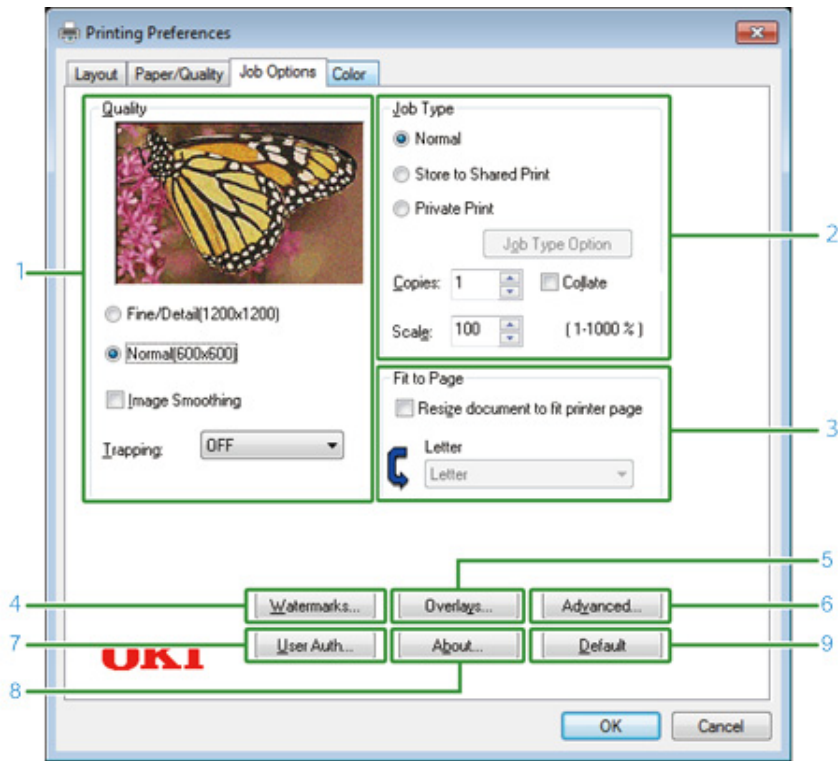 Printing Preferences
Layout Paper/Quality Job Options Color
Quality
1
Fine/Detail(1200x1200)
Normal(600x600)
Image Smoothing
Trapping: OFF
Job Type
Normal
Store to Shared Print
Private Print
Job Type Option
2
Copies: 1 Collate
Scale: 100 (1-1000 %)
Fit to Page
Resize document to fit printer page
3
Letter
Letter
5
4 Watermarks... Overlays... Advanced... 6
7 OKI User Auth... About... Default 9
8
OK Cancel